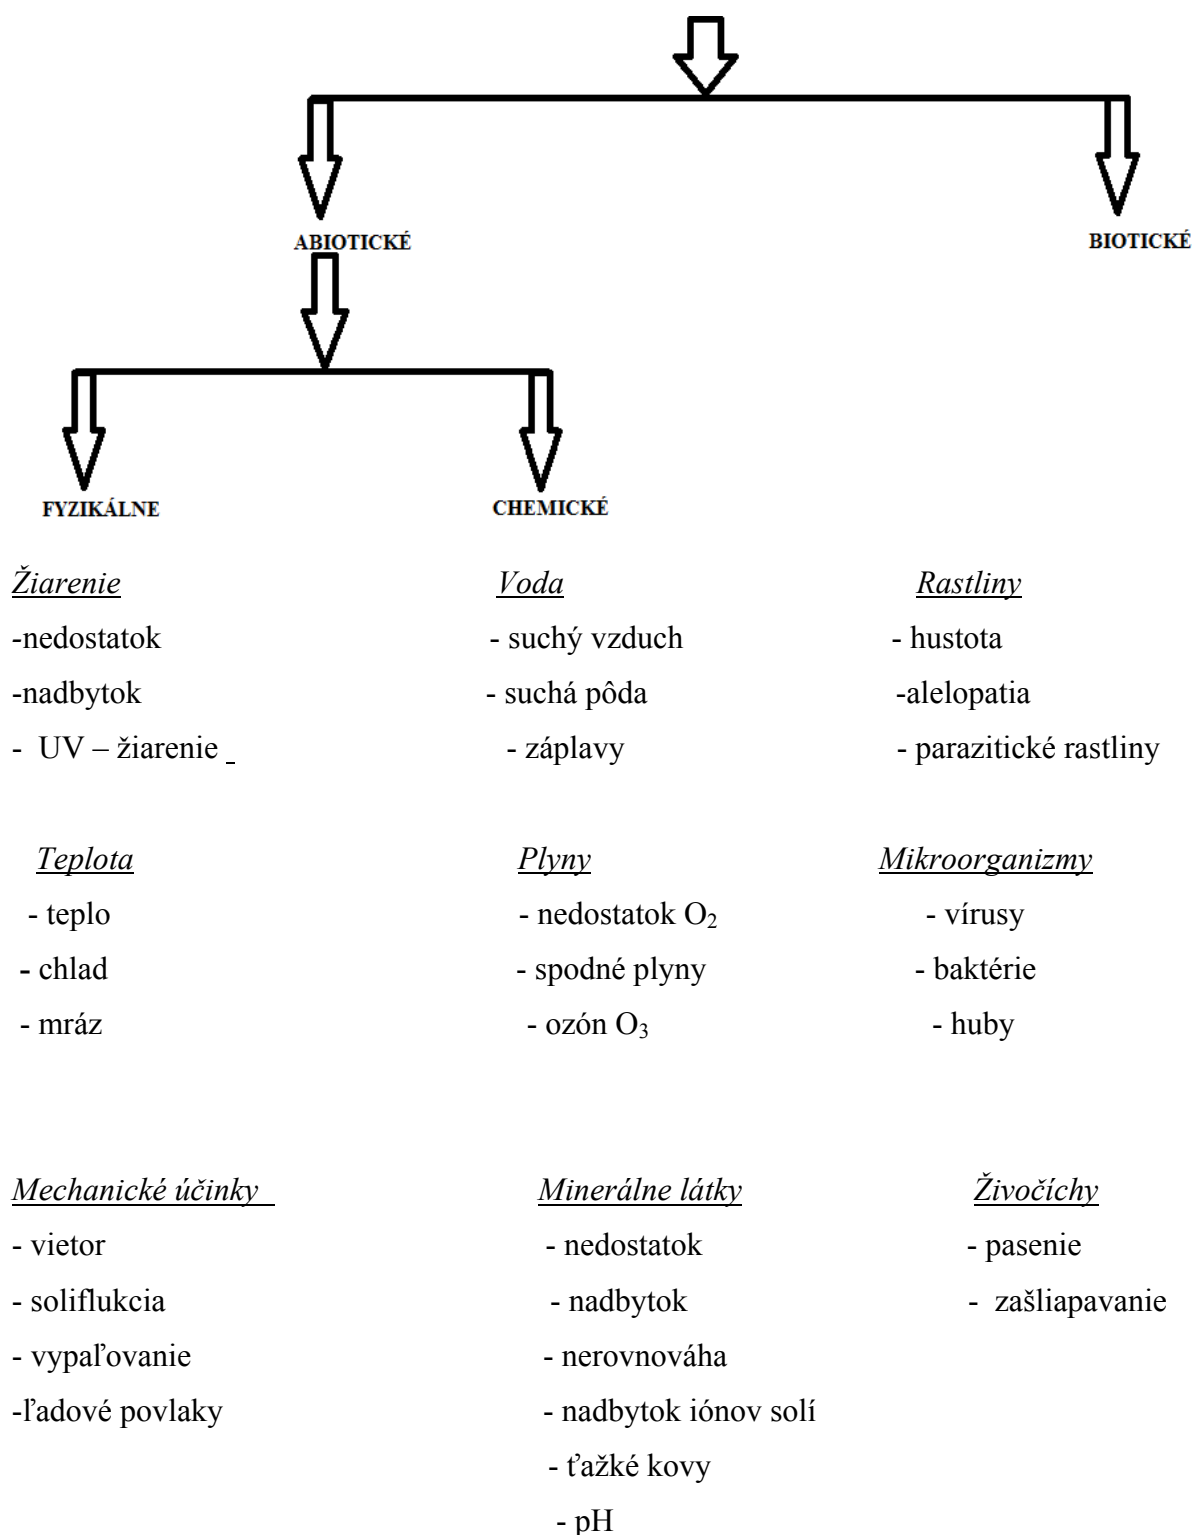 ABIOTICKÉ BIOTICKÉ
FYZIKÁLNE CHEMICKÉ
Žiarenie Voda Rastliny
-nedostatok - suchý vzduch - hustota
-nadbytok - suchá pôda -alelopatia
- UV – žiarenie - záplavy - parazitické rastliny
Teplota Plyny Mikroorganizmy
- teplo - nedostatok O₂ - vírusy
- chlad - spodné plyny - baktérie
- mráz - ozón O₃ - huby
Mechanické účinky Minerálne látky Živočíchy
- vietor - nedostatok - pasenie
- soliflukcia - nadbytok - zašliapavanie
- vypaľovanie - nerovnováha
-ľadové povlaky - nadbytok iónov solí
- ťažké kovy
- pH